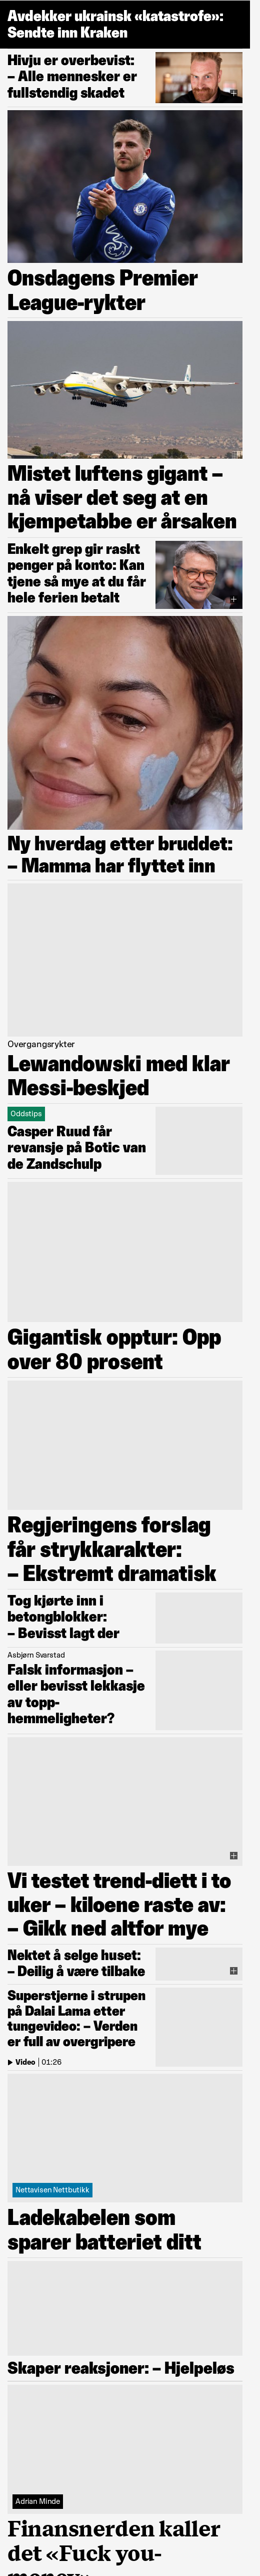 Avdekker ukrainsk «katastrofe»:
Sendte inn Kraken
Hivju er overbevist:
– Alle mennesker er
fullstendig skadet
Onsdagens Premier
League-rykter
Mistet luftens gigant –
nå viser det seg at en
kjempetabbe er årsaken
Enkelt grep gir raskt
penger på konto: Kan
tjene så mye at du får
hele ferien betalt
Ny hverdag etter bruddet:
– Mamma har flyttet inn
Overgangsrykter
Lewandowski med klar
Messi-beskjed
Oddstips
Casper Ruud får
revansje på Botic van
de Zandschulp
Gigantisk opptur: Opp
over 80 prosent
Regjeringens forslag
får strykkarakter:
– Ekstremt dramatisk
Tog kjørte inn i
betongblokker:
– Bevisst lagt der
Asbjørn Svarstad
Falsk informasjon –
eller bevisst lekkasje
av topp-
hemmeligheter?
Vi testet trend-diett i to
uker – kiloene raste av:
– Gikk ned altfor mye
Nektet å selge huset:
– Deilig å være tilbake
Superstjerne i strupen
på Dalai Lama etter
tungevideo: – Verden
er full av overgripere
Video | 01:26
Nettavisen Nettbutikk
Ladekabelen som
sparer batteriet ditt
Skaper reaksjoner: – Hjelpeløs
Adrian Minde
Finansnerden kaller
det «Fuck you-
money»